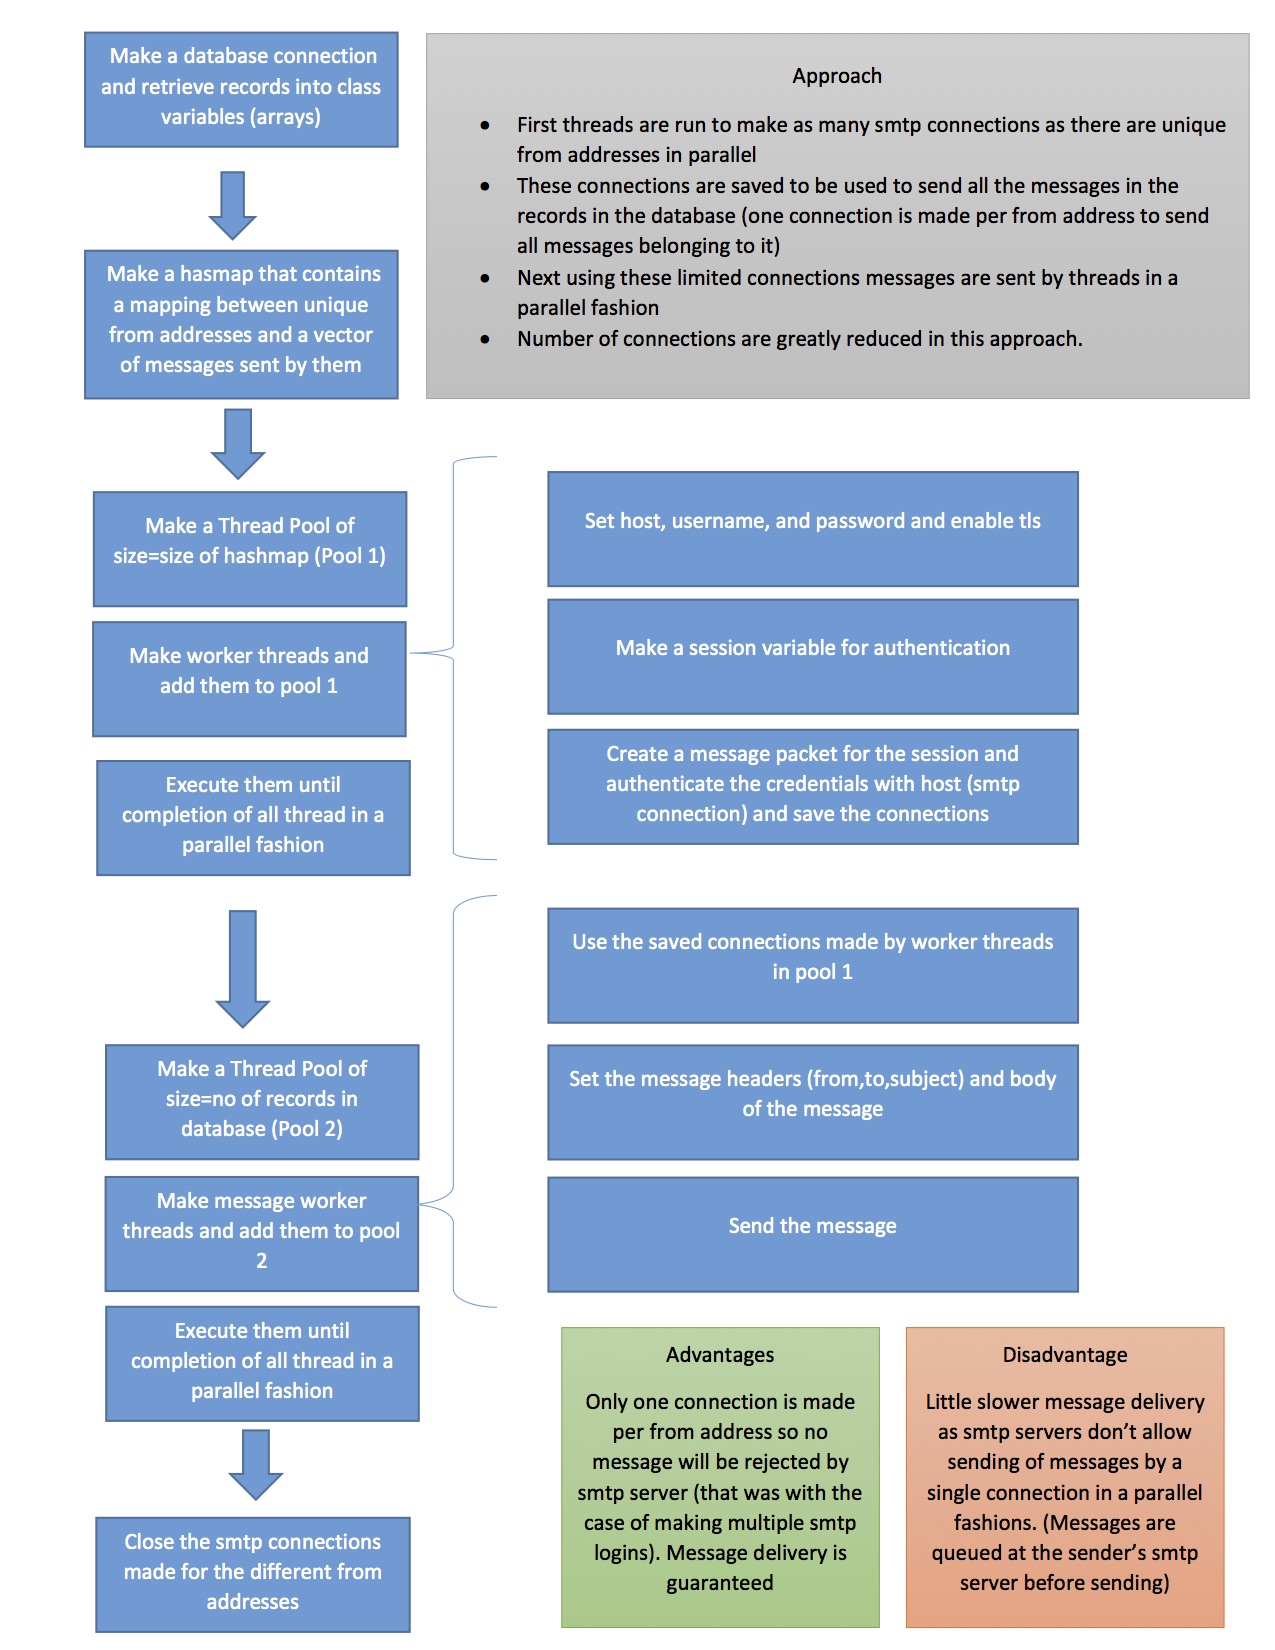 Make a database connection
and retrieve records into class
variables (arrays)
Approach
• First threads are run to make as many smtp connections as there are unique
from addresses in parallel
• These connections are saved to be used to send all the messages in the
records in the database (one connection is made per from address to send
all messages belonging to it)
• Next using these limited connections messages are sent by threads in a
parallel fashion
• Number of connections are greatly reduced in this approach.
Make a hasmap that contains
a mapping between unique
from addresses and a vector
of messages sent by them
Make a Thread Pool of
size=size of hashmap (Pool 1)
Make worker threads and
add them to pool 1
Execute them until
completion of all thread in a
parallel fashion
Set host, username, and password and enable tls
Make a session variable for authentication
Create a message packet for the session and
authenticate the credentials with host (smtp
connection) and save the connections
Make a Thread Pool of
size=no of records in
database (Pool 2)
Make message worker
threads and add them to pool
2
Execute them until
completion of all thread in a
parallel fashion
Use the saved connections made by worker threads
in pool 1
Set the message headers (from,to,subject) and body
of the message
Send the message
Close the smtp connections
made for the different from
addresses
Advantages
Only one connection is made
per from address so no
message will be rejected by
smtp server (that was with the
case of making multiple smtp
logins). Message delivery is
guaranteed
Disadvantage
Little slower message delivery
as smtp servers don’t allow
sending of messages by a
single connection in a parallel
fashions. (Messages are
queued at the sender’s smtp
server before sending)